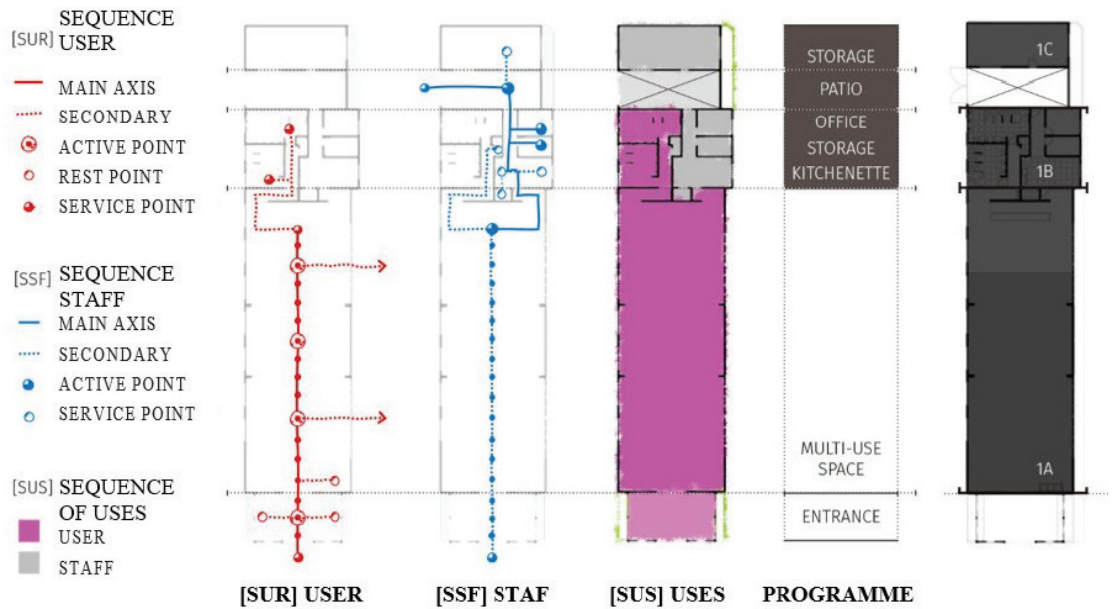 [SUR] SEQUENCE
USER
MAIN AXIS
SECONDARY
ACTIVE POINT
REST POINT
SERVICE POINT
[SSF] SEQUENCE
STAFF
MAIN AXIS
SECONDARY
ACTIVE POINT
SERVICE POINT
[SUS] SEQUENCE
OF USES
USER
STAFF
STORAGE
PATIO
OFFICE
STORAGE
KITCHENETTE
MULTI-USE
SPACE
ENTRANCE
1C
1B
1A
[SUR] USER
[SSF] STAF
[SUS] USES
PROGRAMME